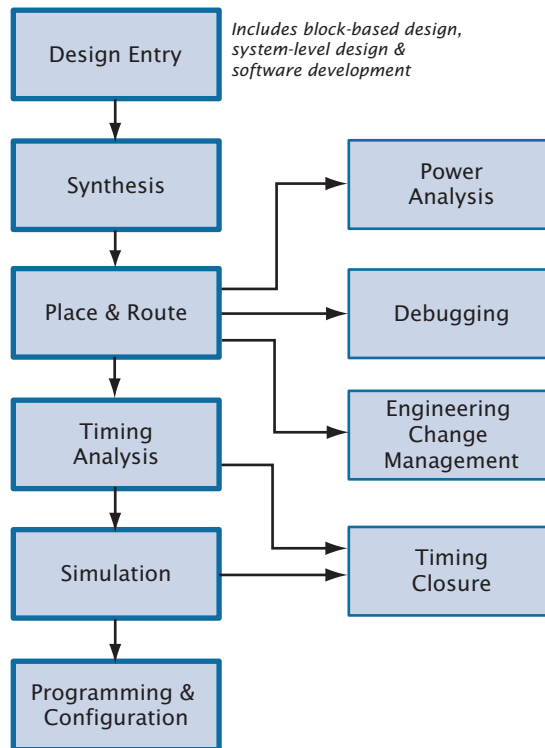 Design Entry
Includes block-based design,
system-level design &
software development
Synthesis
Power
Analysis
Place & Route
Debugging
Timing
Analysis
Engineering
Change
Management
Simulation
Timing
Closure
Programming &
Configuration